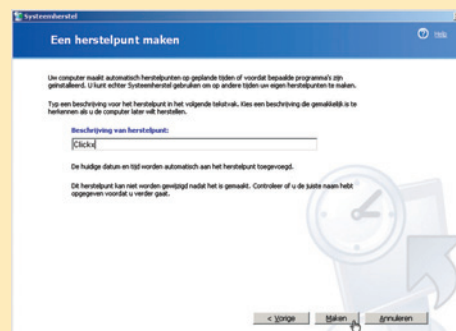 Systeemherstel
Een herstelpunt maken
Help
Uw computer maakt automatisch herstelpunten op geplande tijden of voordat bepaalde programma's zijn
geïnstalleerd. U kunt echter Systeemherstel gebruiken om op andere tijden uw eigen herstelpunten te maken.
Typ een beschrijving voor het herstelpunt in het volgende tekstvak. Kies een beschrijving die gemakkelijk is te
herkennen als u de computer later wilt herstellen.
Beschrijving van herstelpunt:
Clickx
De huidige datum en tijd worden automatisch aan het herstelpunt toegevoegd.
Dit herstelpunt kan niet worden gewijzigd nadat het is gemaakt. Controleer of u de juiste naam hebt
opgegeven voordat u verder gaat.
< Vorige Maken Annuleren